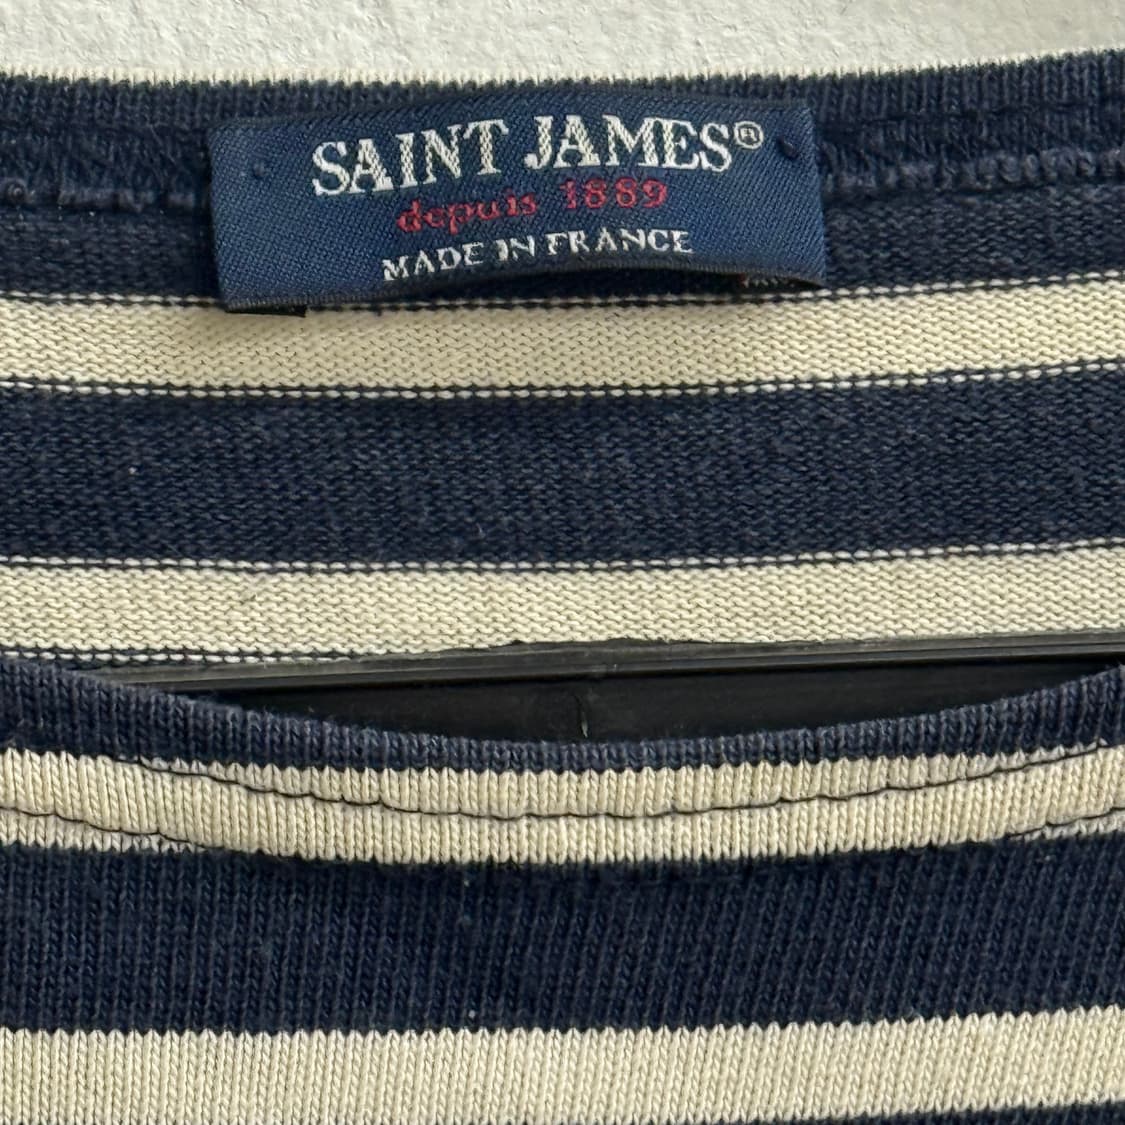 SAINT JAMES®
depuis 1889
MADE IN FRANCE